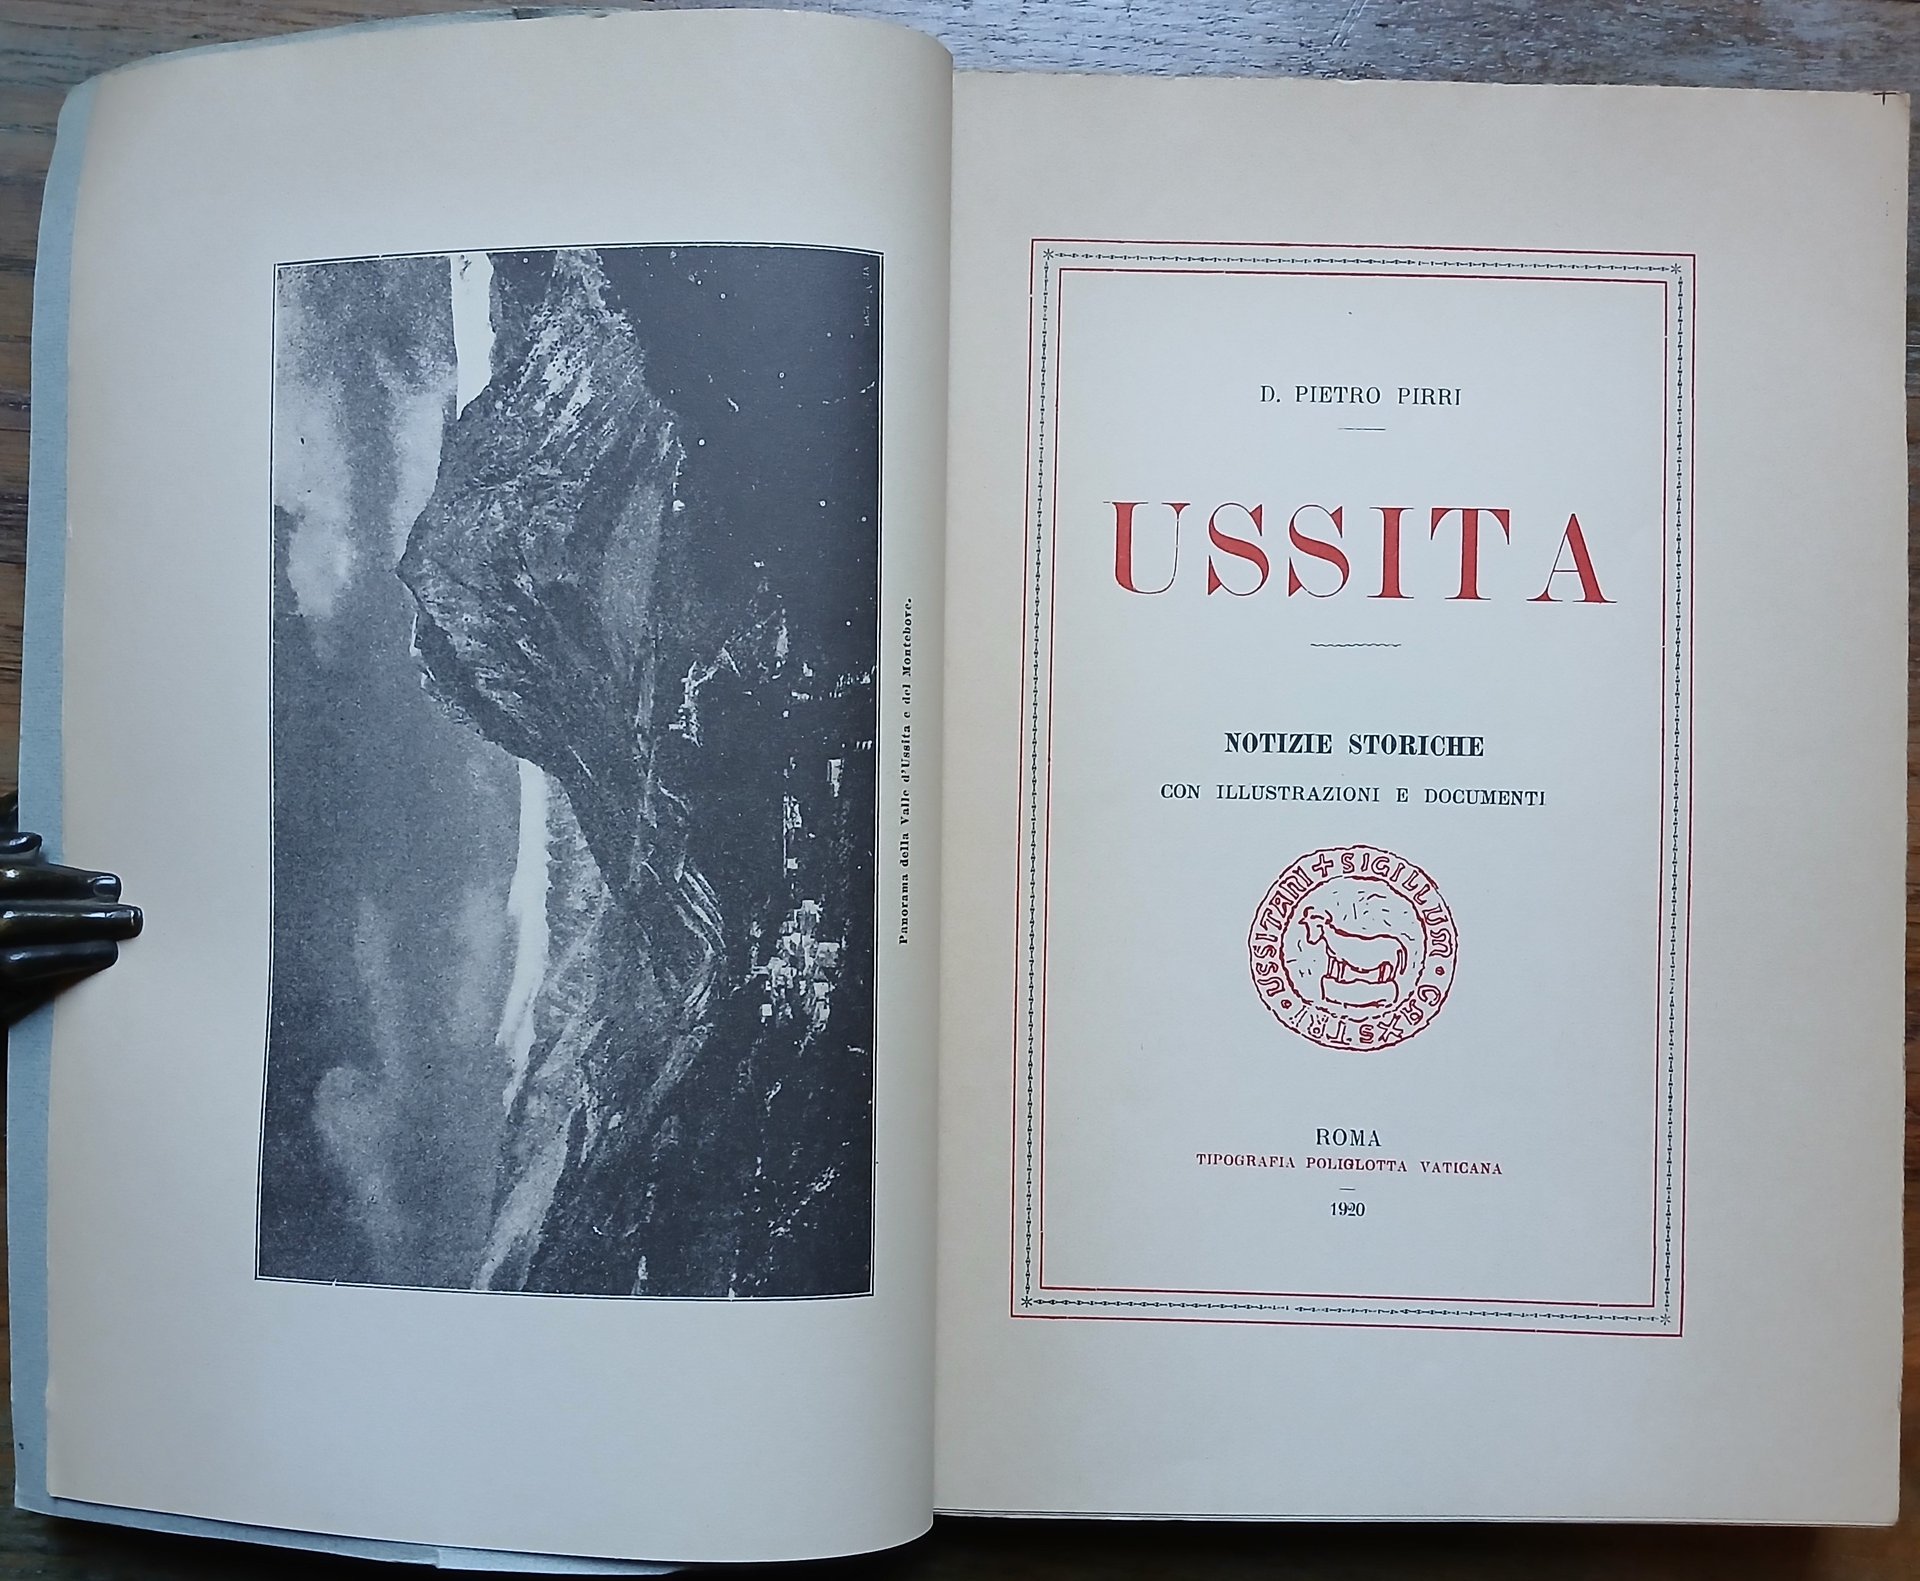 Panorama della Valle d'Ussita e del Montebove.
D. PIETRO PIRRI
USSITA
NOTIZIE STORICHE
CON ILLUSTRAZIONI E DOCUMENTI
+ SIGILLUM · CASTRI · USSITANI
ROMA
TIPOGRAFIA POLIGLOTTA VATICANA
1920